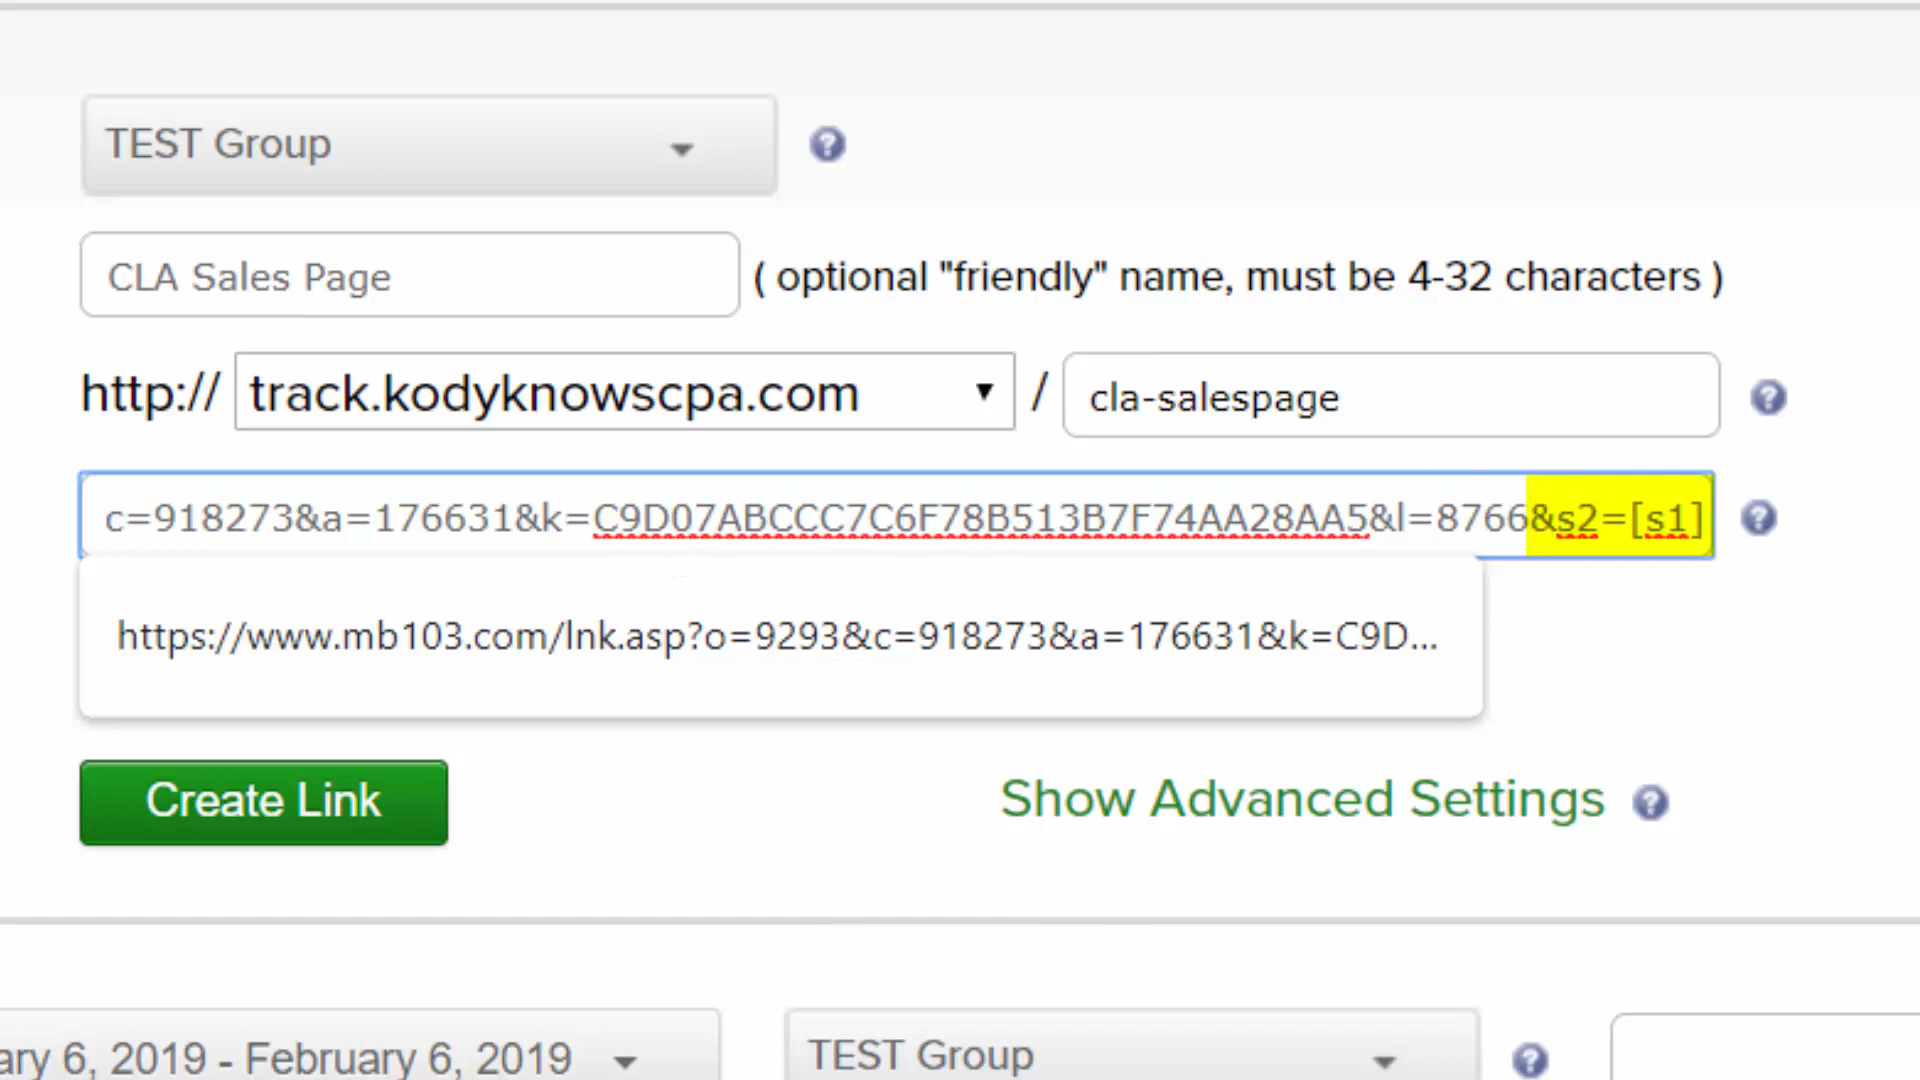 TEST Group
CLA Sales Page ( optional "friendly" name, must be 4-32 characters )
http:// track.kodyknowscpa.com / cla-salespage
c=918273&a=176631&k=C9D07ABCCC7C6F78B513B7F74AA28AA5&l=8766&s2=[s1]
https://www.mb103.com/lnk.asp?o=9293&c=918273&a=176631&k=C9D...
Create Link Show Advanced Settings
ary 6, 2019 - February 6, 2019 TEST Group